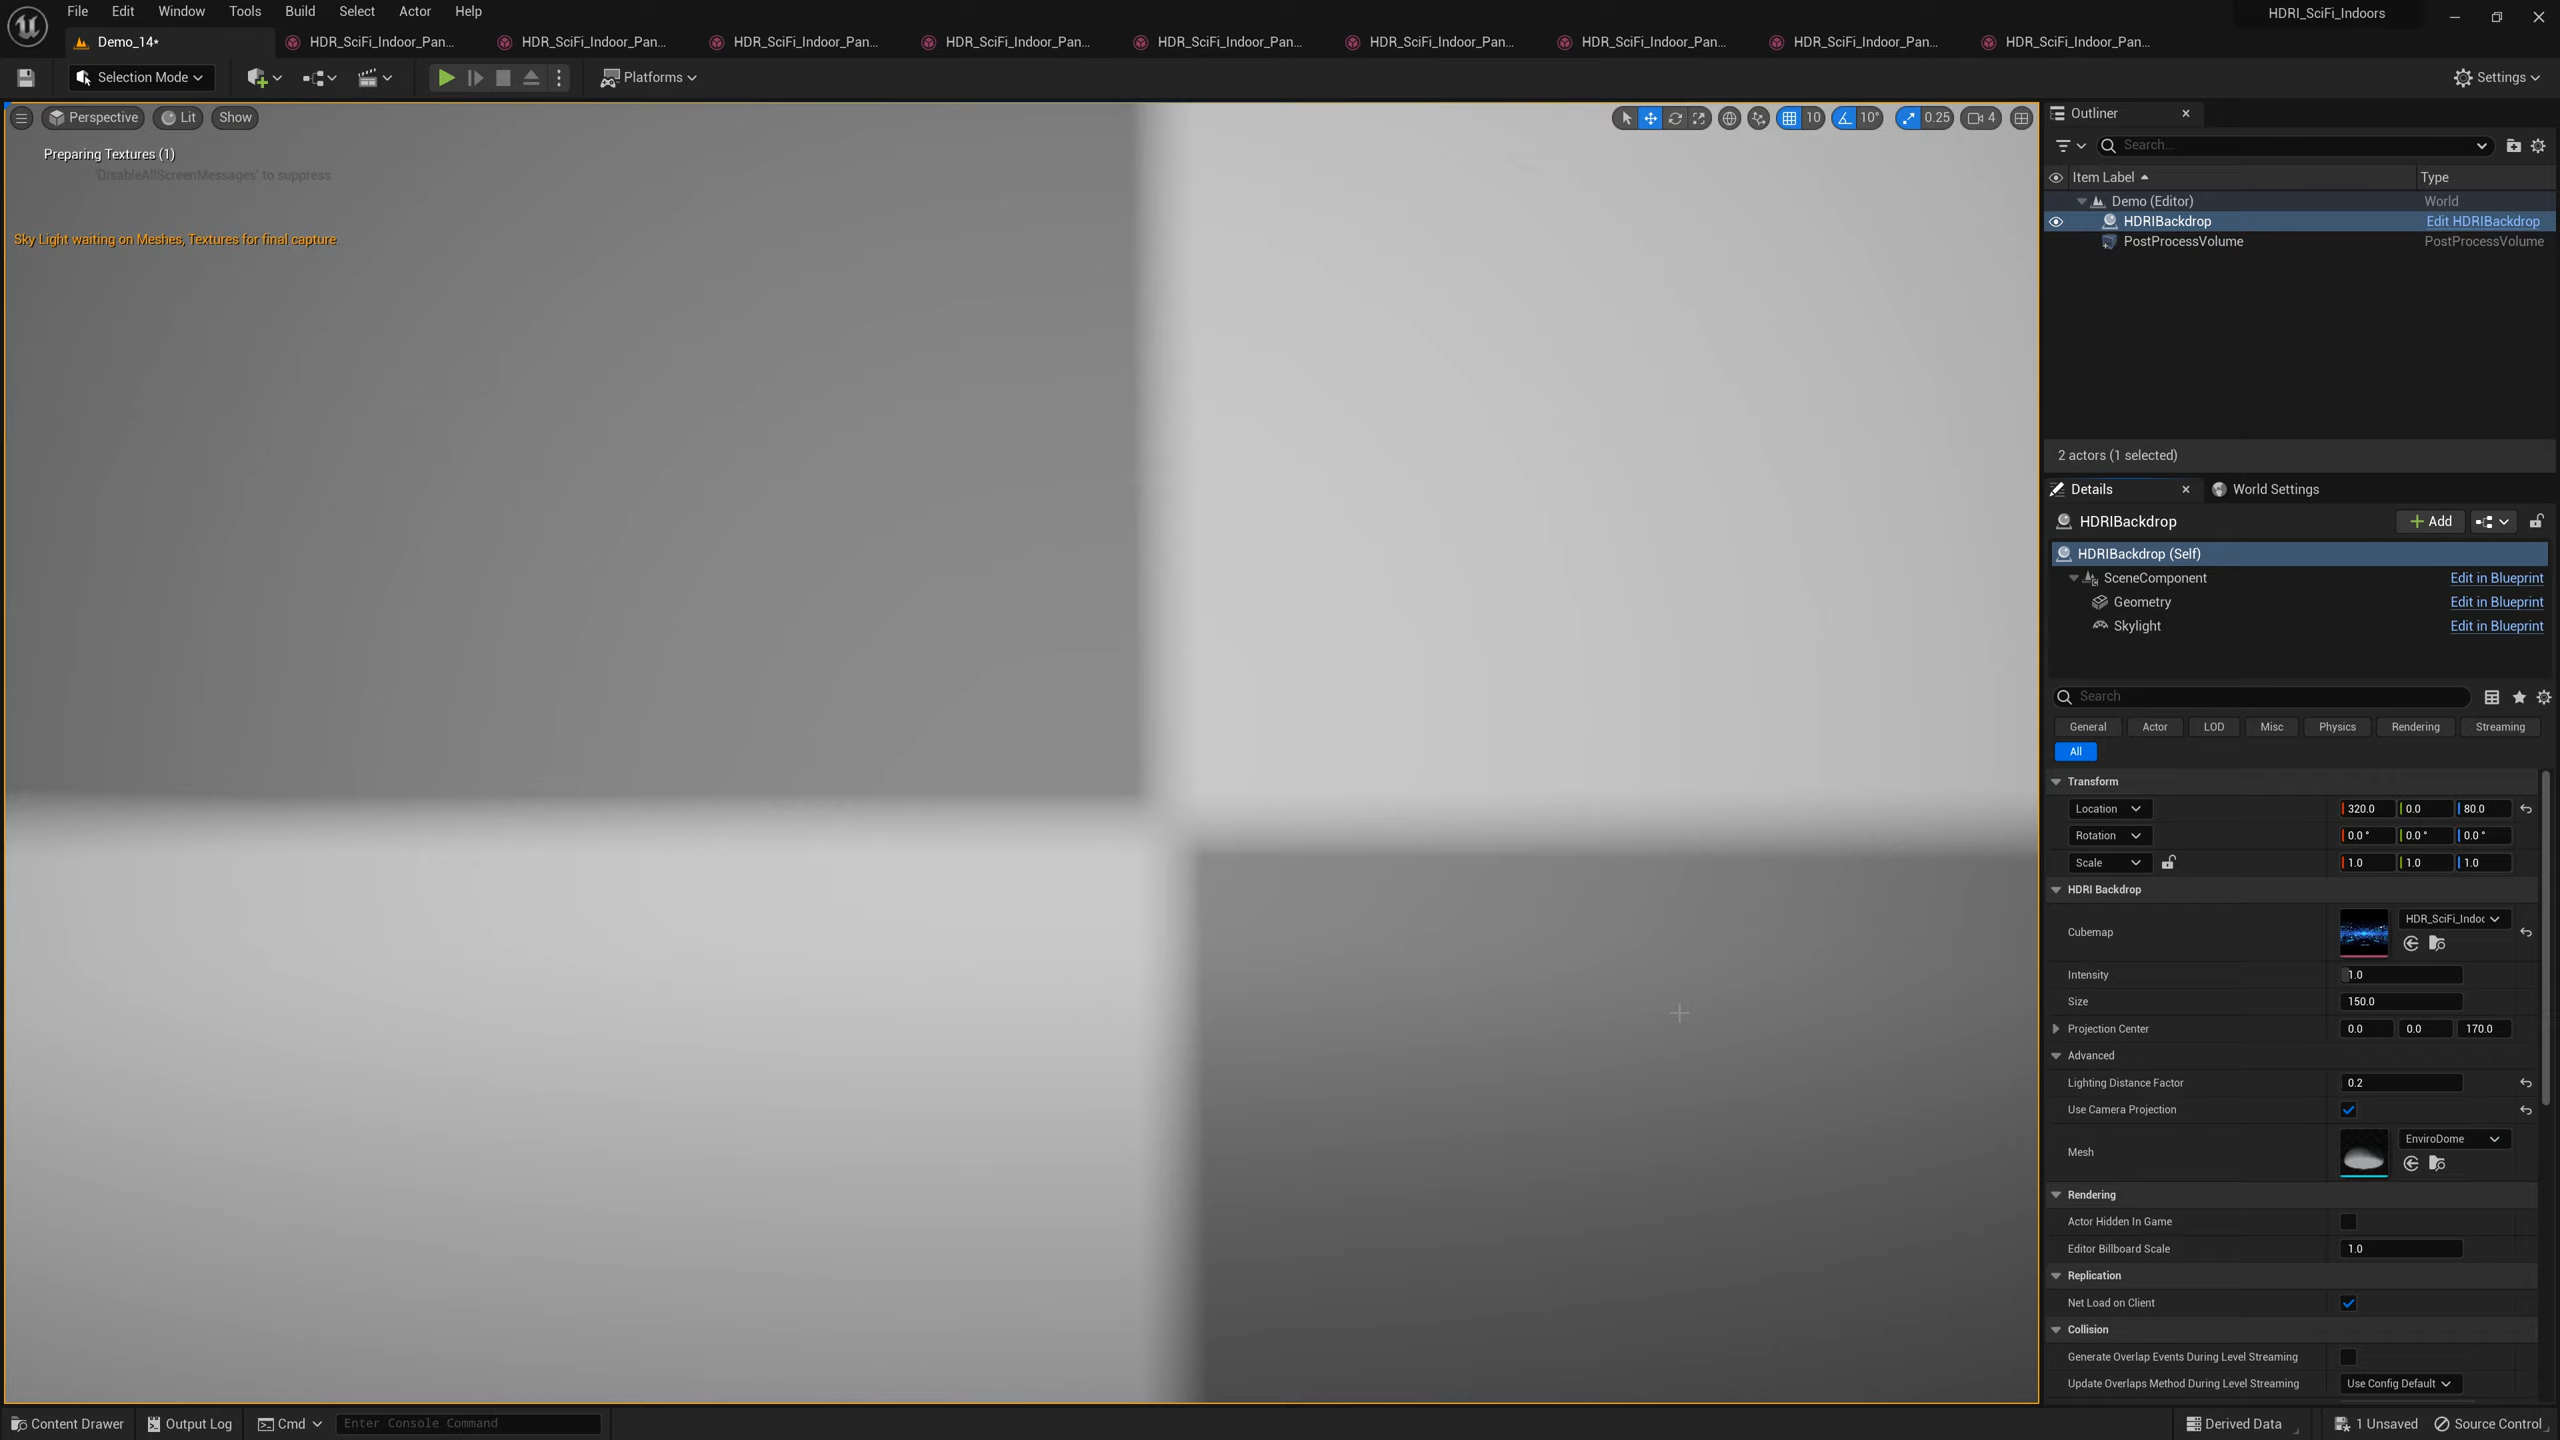 File Edit Window Tools Build Select Actor Help
HDRI_SciFi_Indoors
Demo_14*
HDR_SciFi_Indoor_Pan...
HDR_SciFi_Indoor_Pan...
HDR_SciFi_Indoor_Pan...
HDR_SciFi_Indoor_Pan...
HDR_SciFi_Indoor_Pan...
HDR_SciFi_Indoor_Pan...
HDR_SciFi_Indoor_Pan...
HDR_SciFi_Indoor_Pan...
HDR_SciFi_Indoor_Pan...
Selection Mode
Platforms
Settings
Perspective Lit Show
10 10° 0.25 4
Preparing Textures (1)
'DisableAllScreenMessages' to suppress
Sky Light waiting on Meshes, Textures for final capture
Outliner
Search...
Item Label Type
Demo (Editor) World
HDRIBackdrop Edit HDRIBackdrop
PostProcessVolume PostProcessVolume
2 actors (1 selected)
Details World Settings
HDRIBackdrop Add
HDRIBackdrop (Self)
SceneComponent Edit in Blueprint
Geometry Edit in Blueprint
Skylight Edit in Blueprint
Search
General Actor LOD Misc Physics Rendering Streaming
All
Transform
Location 320.0 0.0 80.0
Rotation 0.0 ° 0.0 ° 0.0 °
Scale 1.0 1.0 1.0
HDRI Backdrop
HDR_SciFi_Indoo
Cubemap
Intensity 1.0
Size 150.0
Projection Center 0.0 0.0 170.0
Advanced
Lighting Distance Factor 0.2
Use Camera Projection
EnviroDome
Mesh
Rendering
Actor Hidden In Game
Editor Billboard Scale 1.0
Replication
Net Load on Client
Collision
Generate Overlap Events During Level Streaming
Update Overlaps Method During Level Streaming Use Config Default
Content Drawer Output Log Cmd Enter Console Command Derived Data 1 Unsaved Source Control